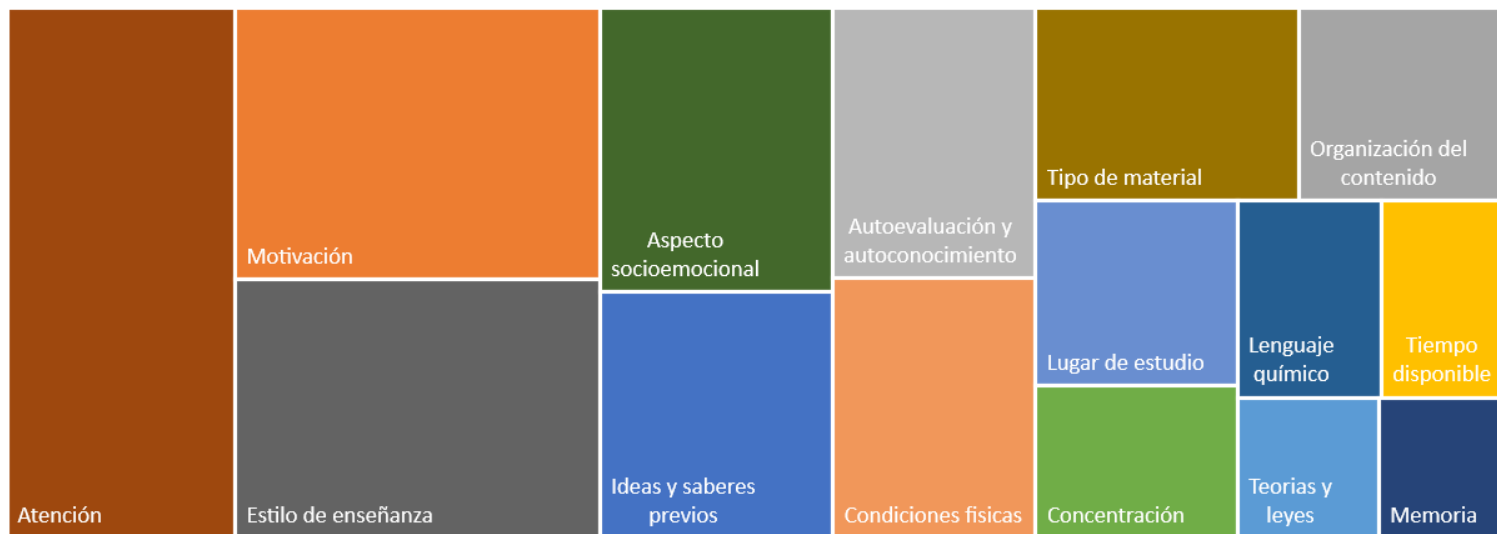 Atención
Motivación
Estilo de enseñanza
Aspecto
socioemocional
Ideas y saberes
previos
Autoevaluación y
autoconocimiento
Condiciones fisicas
Tipo de material
Organización del
contenido
Lugar de estudio
Lenguaje
químico
Tiempo
disponible
Concentración
Teorias y
leyes
Memoria